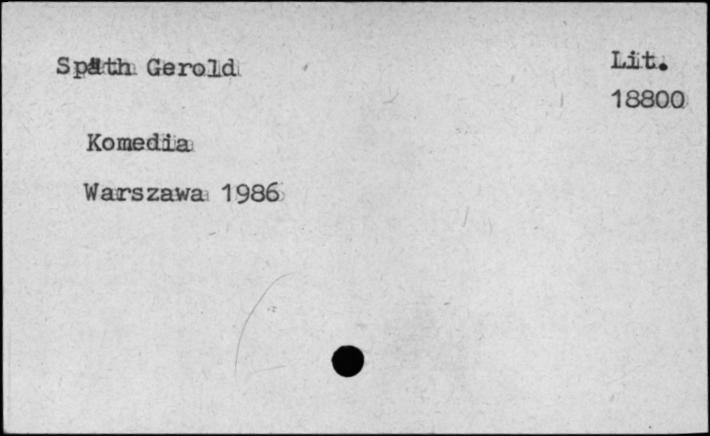 Späth Gerold
Lit.
18800
Komedia
Warszawa 1986